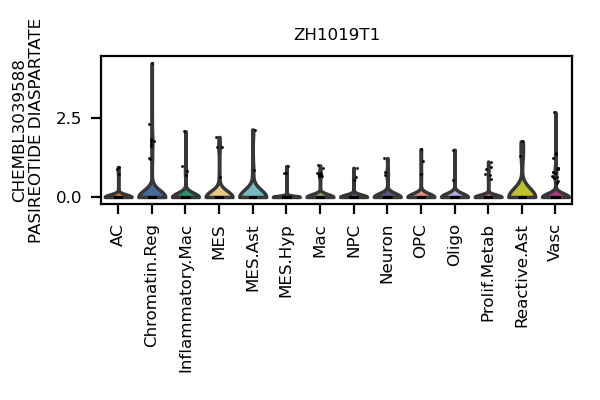 ZH1019T1
CHEMBL3039588
PASIREOTIDE DIASPARTATE
2.5
0.0
AC
Chromatin.Reg
Inflammatory.Mac
MES
MES.Ast
MES.Hyp
Mac
NPC
Neuron
OPC
Oligo
Prolif.Metab
Reactive.Ast
Vasc